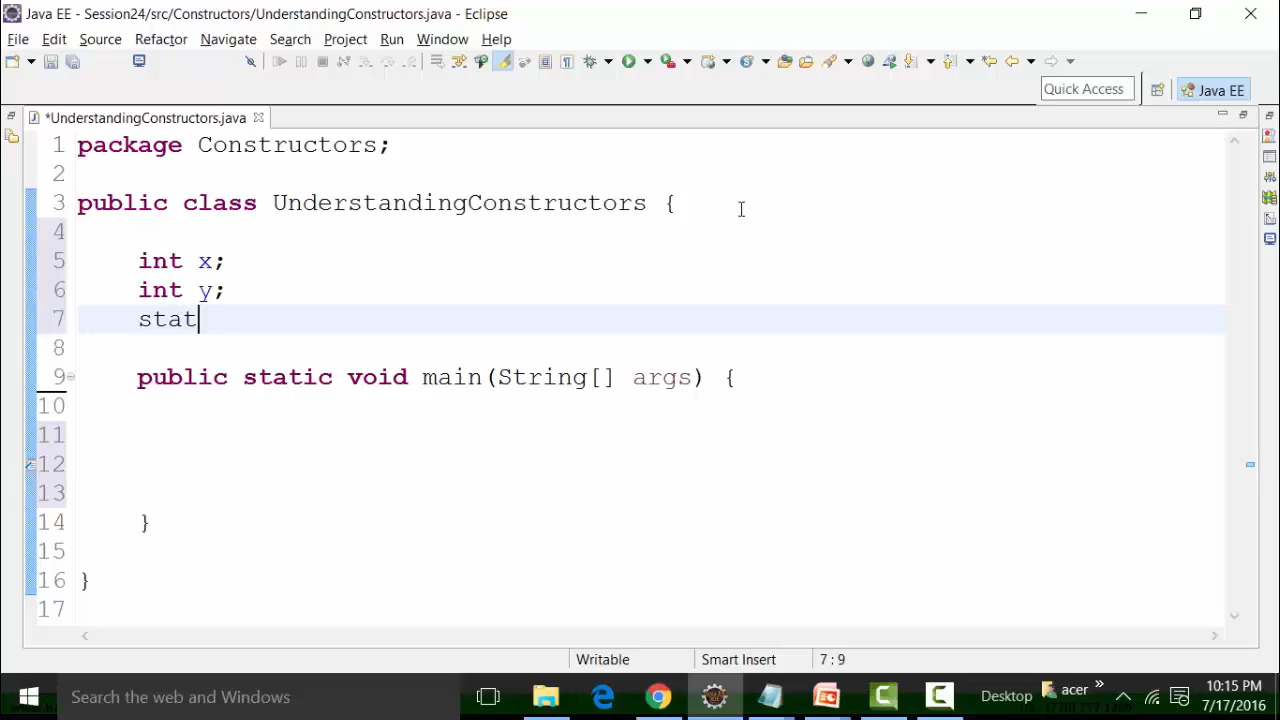 Java EE - Session24/src/Constructors/UnderstandingConstructors.java - Eclipse
File Edit Source Refactor Navigate Search Project Run Window Help
Quick Access
Java EE
*UnderstandingConstructors.java
1 package Constructors;
2
3 public class UnderstandingConstructors {
4
5 int x;
6 int y;
7 stat
8
9 public static void main(String[] args) {
10
11
12
13
14 }
15
16 }
17
Writable Smart Insert 7 : 9
Search the web and Windows
Desktop acer »
10:15 PM
7/17/2016